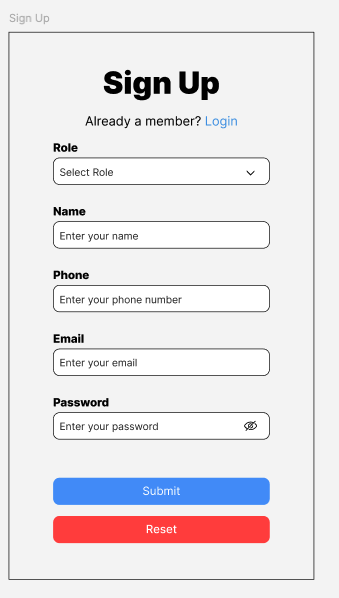 Sign Up
Sign Up
Already a member? Login
Role
Select Role
Name
Enter your name
Phone
Enter your phone number
Email
Enter your email
Password
Enter your password
Submit
Reset